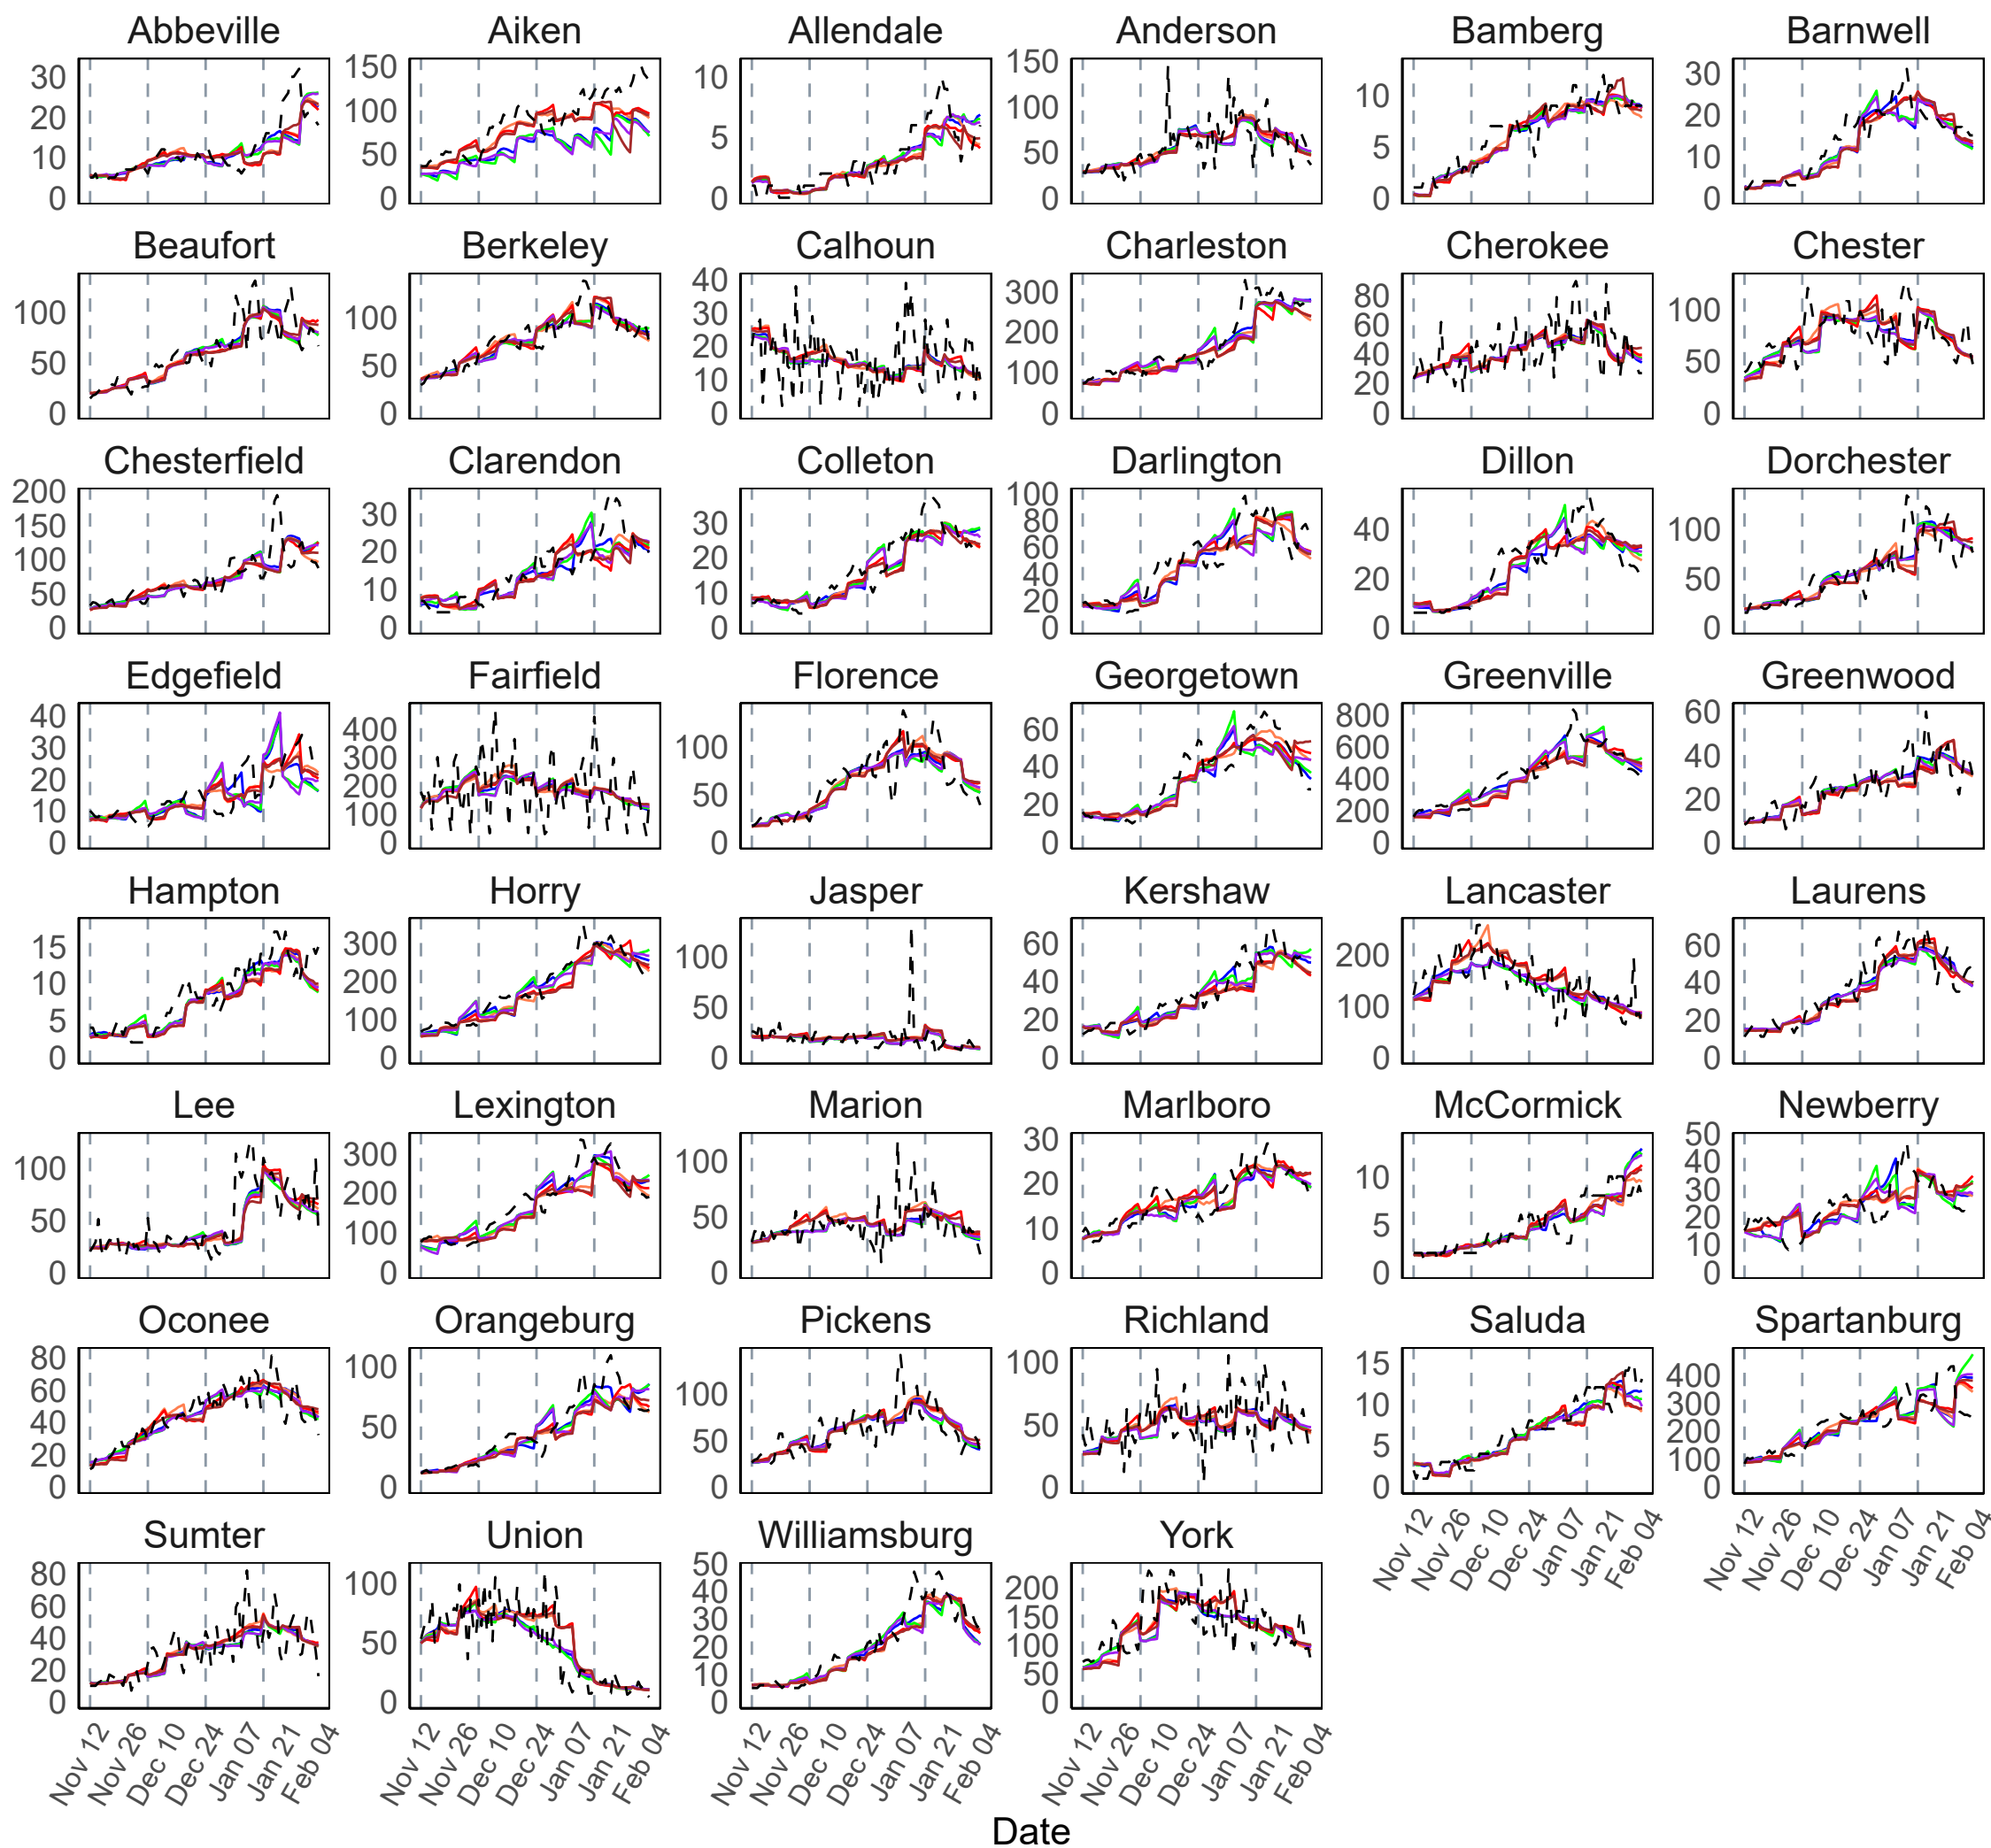 Abbeville Aiken Allendale Anderson Bamberg Barnwell
30 20 10 0 150 100 50 0 10 5 0 150 100 50 0 10 5 0 30 20 10 0
Beaufort Berkeley Calhoun Charleston Cherokee Chester
100 50 0 100 50 0 40 30 20 10 0 300 200 100 0 80 60 40 20 0 100 50 0
Chesterfield Clarendon Colleton Darlington Dillon Dorchester
200 150 100 50 0 30 20 10 0 30 20 10 0 100 80 60 40 20 0 40 20 0 100 50 0
Edgefield Fairfield Florence Georgetown Greenville Greenwood
40 30 20 10 0 400 300 200 100 0 100 50 0 60 40 20 0 800 600 400 200 0 60 40 20 0
Hampton Horry Jasper Kershaw Lancaster Laurens
15 10 5 0 300 200 100 0 100 50 0 60 40 20 0 200 100 0 60 40 20 0
Lee Lexington Marion Marlboro McCormick Newberry
100 50 0 300 200 100 0 100 50 0 30 20 10 0 10 5 0 50 40 30 20 10 0
Oconee Orangeburg Pickens Richland Saluda Spartanburg
80 60 40 20 0 100 50 0 100 50 0 100 50 0 15 10 5 0 400 300 200 100 0
Nov 12 Nov 26 Dec 10 Dec 24 Jan 07 Jan 21 Feb 04 Nov 12 Nov 26 Dec 10 Dec 24 Jan 07 Jan 21 Feb 04
Sumter Union Williamsburg York
80 60 40 20 0 100 50 0 50 40 30 20 10 0 200 150 100 50 0
Nov 12 Nov 26 Dec 10 Dec 24 Jan 07 Jan 21 Feb 04 Nov 12 Nov 26 Dec 10 Dec 24 Jan 07 Jan 21 Feb 04 Nov 12 Nov 26 Dec 10 Dec 24 Jan 07 Jan 21 Feb 04 Nov 12 Nov 26 Dec 10 Dec 24 Jan 07 Jan 21 Feb 04
Date